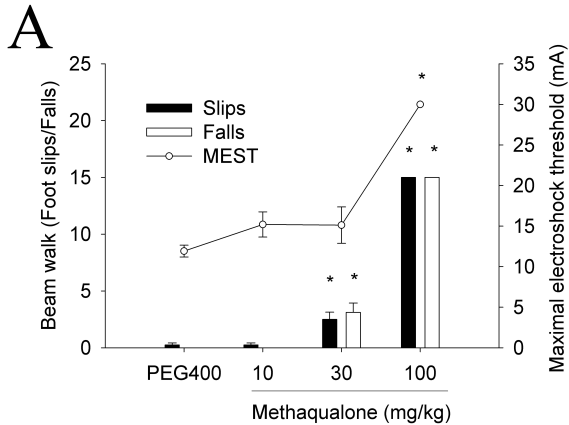 A
Beam walk (Foot slips/Falls)
25
20
15
10
5
0
Slips
Falls
MEST
*
*
*
*
*
35
30
25
20
15
10
5
0
Maximal electroshock threshold (mA)
PEG400 10 30 100
Methaqualone (mg/kg)